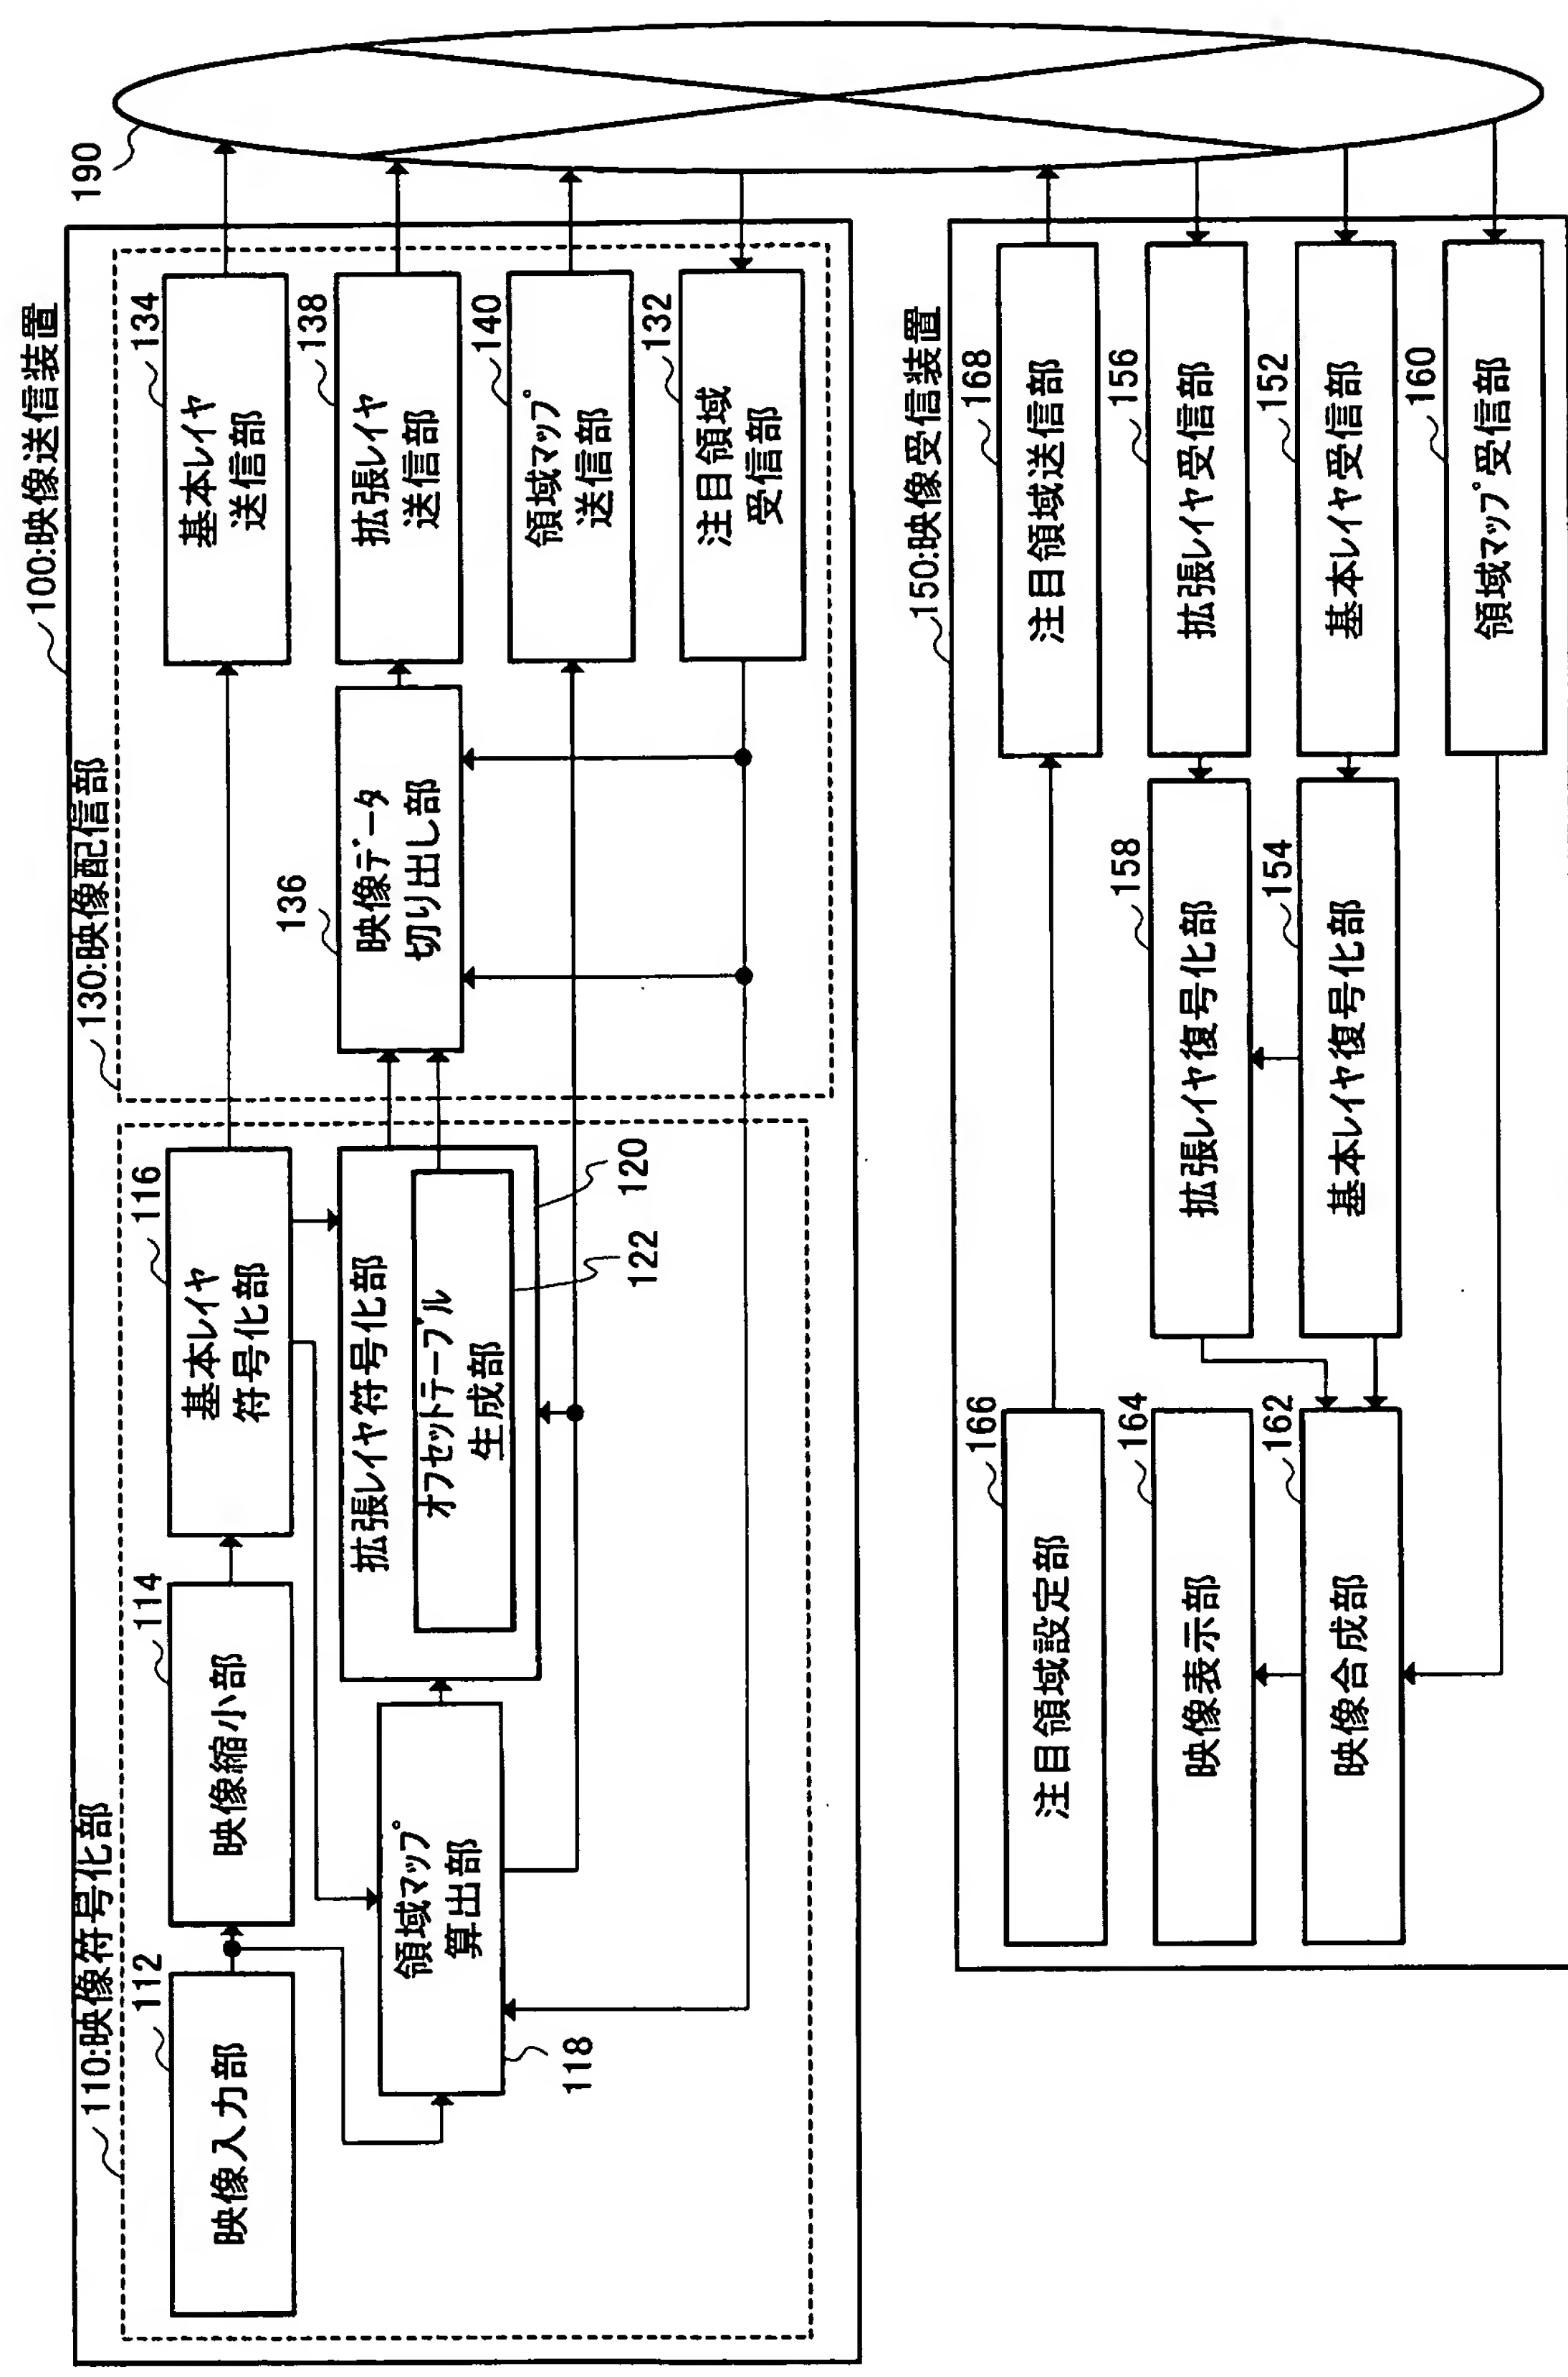 100:映像送信装置
110:映像符号化部
112
映像入力部
114
映像縮小部
116
基本レイヤ
符号化部
118
領域マップ
算出部
拡張レイヤ符号化部
120
オフセットテーブル
生成部
122
130:映像配信部
136
映像データ
切り出し部
134
基本レイヤ
送信部
138
拡張レイヤ
送信部
140
領域マップ
送信部
132
注目領域
受信部
190
150:映像受信装置
166
注目領域設定部
168
注目領域送信部
164
映像表示部
158
拡張レイヤ復号化部
156
拡張レイヤ受信部
162
映像合成部
154
基本レイヤ復号化部
152
基本レイヤ受信部
160
領域マップ受信部